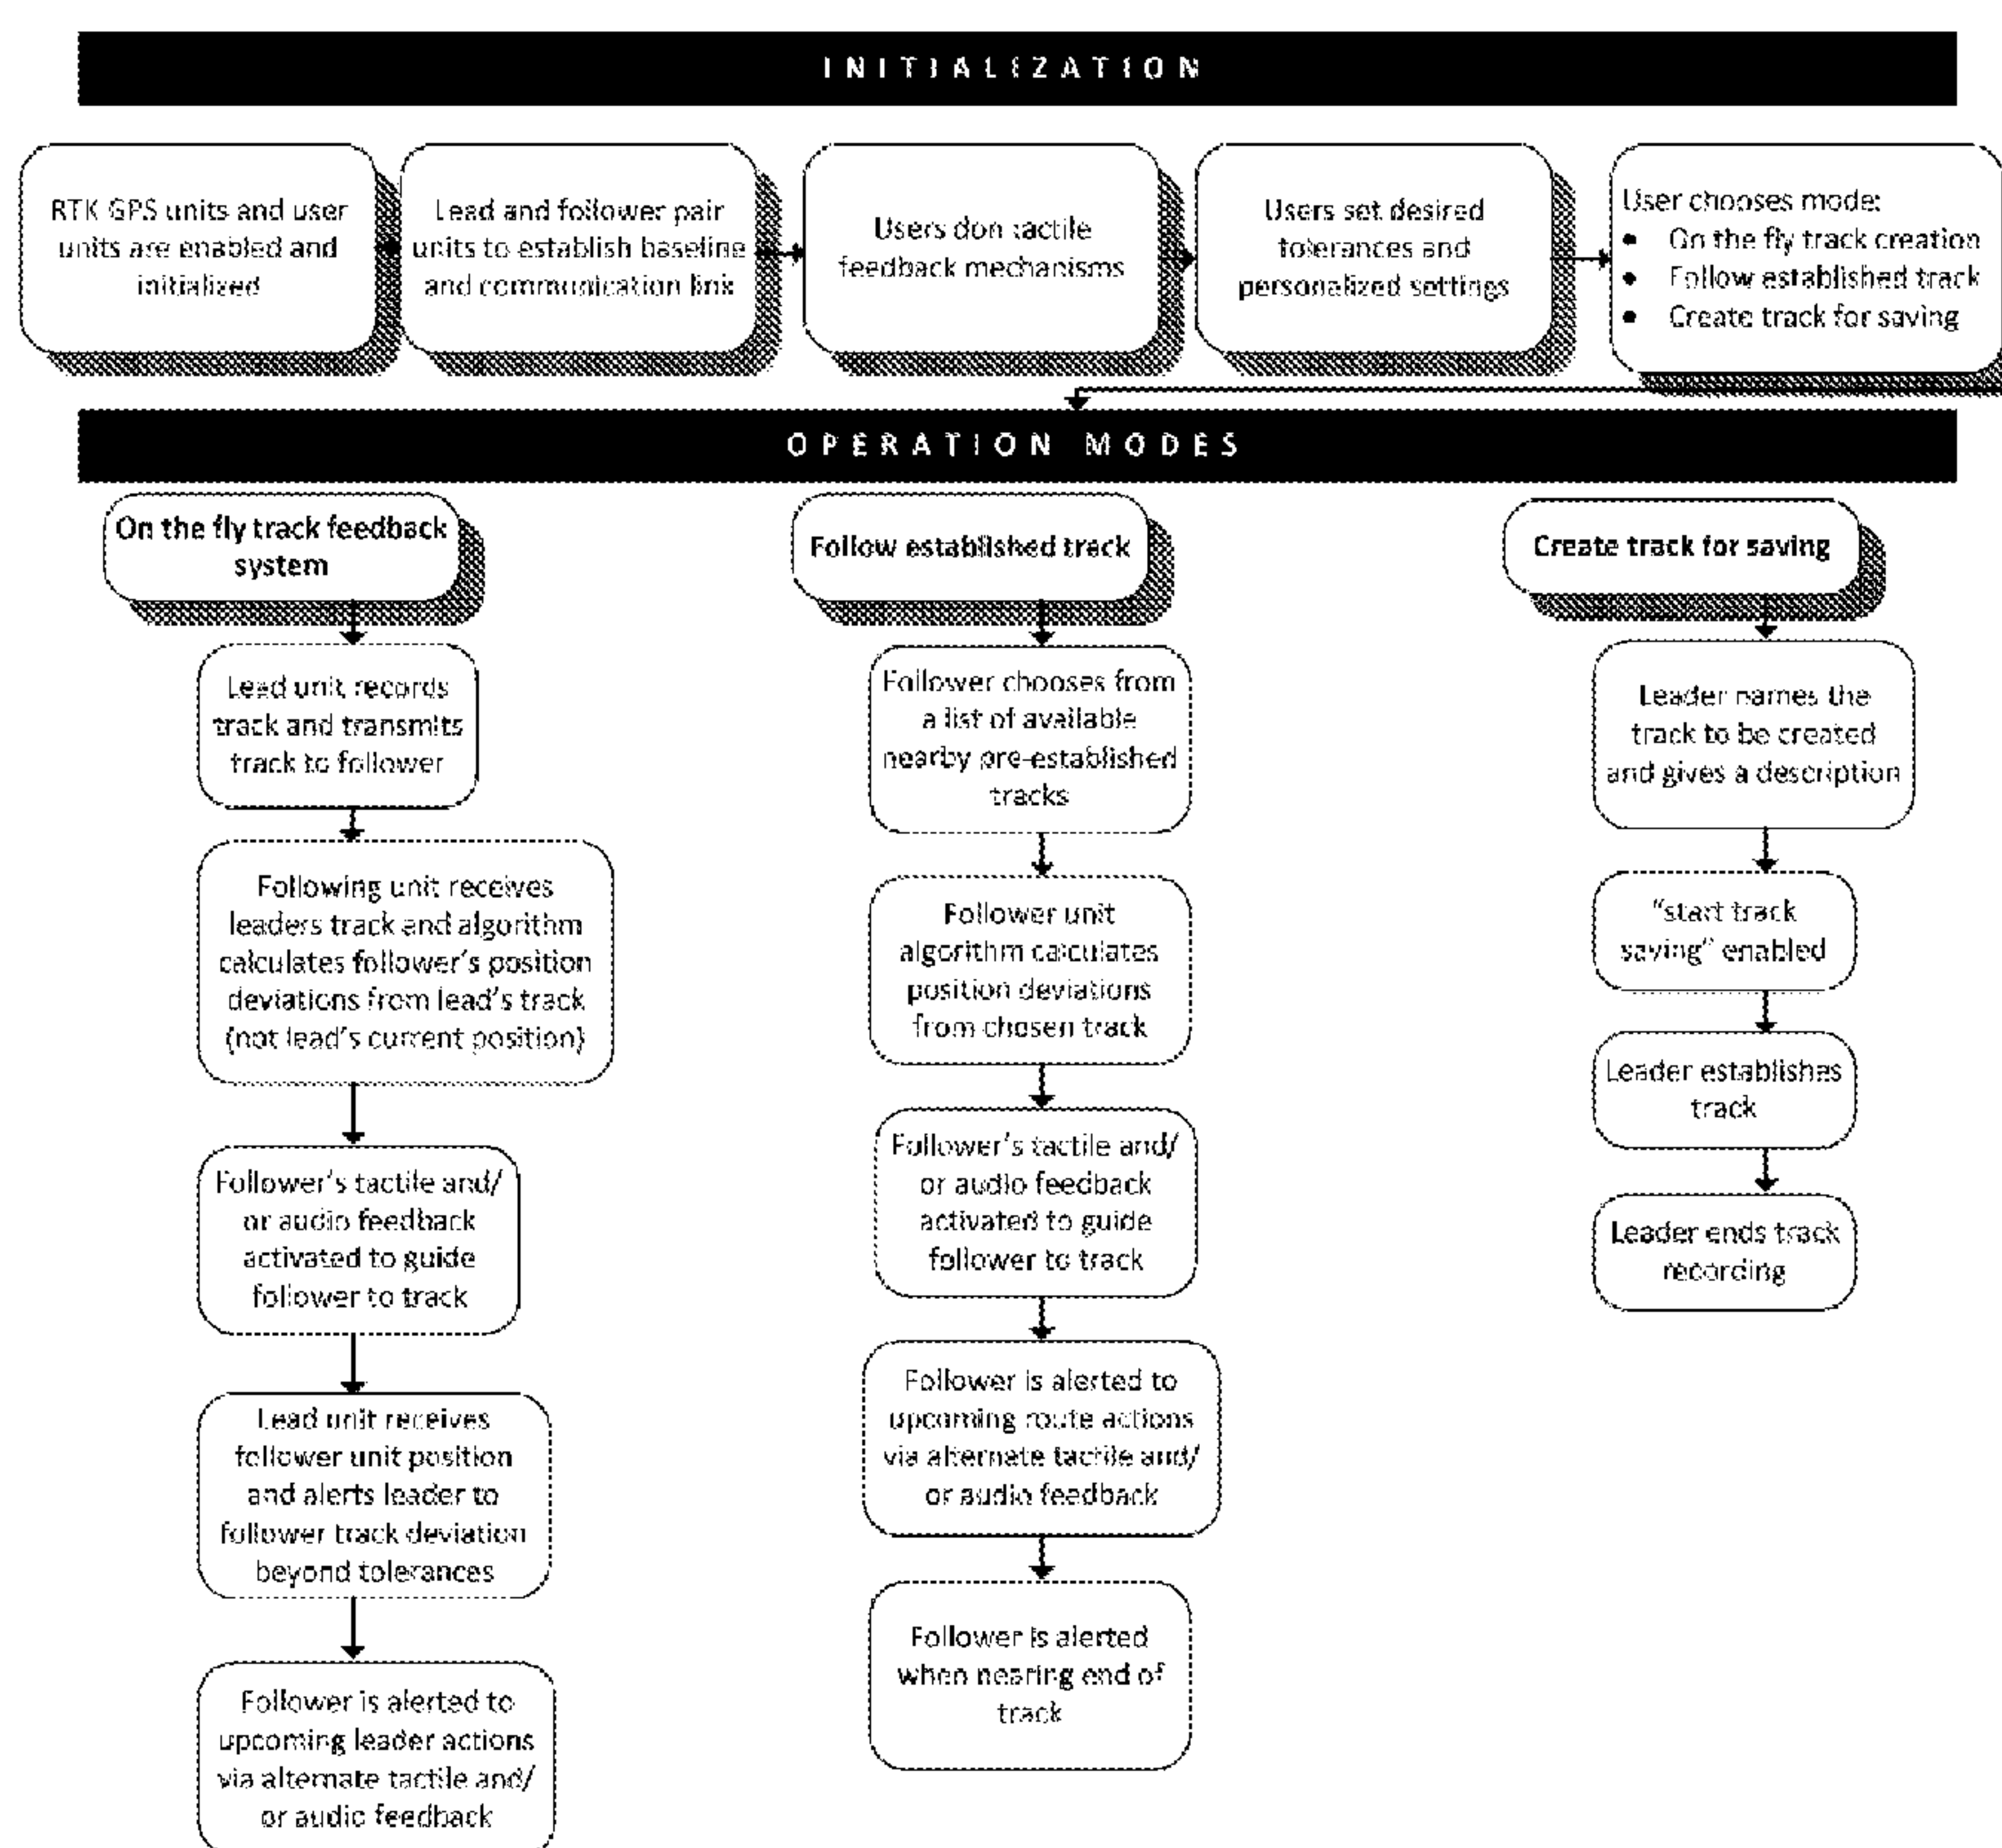 INITIALIZATION
RTK GPS units and user
units are enabled and
initialized
Lead and follower pair
units to establish baseline
and communication link
Users don tactile
feedback mechanisms
Users set desired
tolerances and
personalized settings
User chooses mode:
• On the fly track creation
• Follow established track
• Create track for saving
OPERATION MODES
On the fly track feedback
system
Lead unit records
track and transmits
track to follower
Following unit receives
leaders track and algorithm
calculates follower's position
deviations from lead's track
(not lead's current position)
Follower's tactile and/
or audio feedback
activated to guide
follower to track
Lead unit receives
follower unit position
and alerts leader to
follower track deviation
beyond tolerances
Follower is alerted to
upcoming leader actions
via alternate tactile and/
or audio feedback
Follow established track
Follower chooses from
a list of available
nearby pre-established
tracks
Follower unit
algorithm calculates
position deviations
from chosen track
Follower's tactile and/
or audio feedback
activated to guide
follower to track
Follower is alerted to
upcoming route actions
via alternate tactile and/
or audio feedback
Follower is alerted
when nearing end of
track
Create track for saving
Leader names the
track to be created
and gives a description
"start track
saving" enabled
Leader establishes
track
Leader ends track
recording